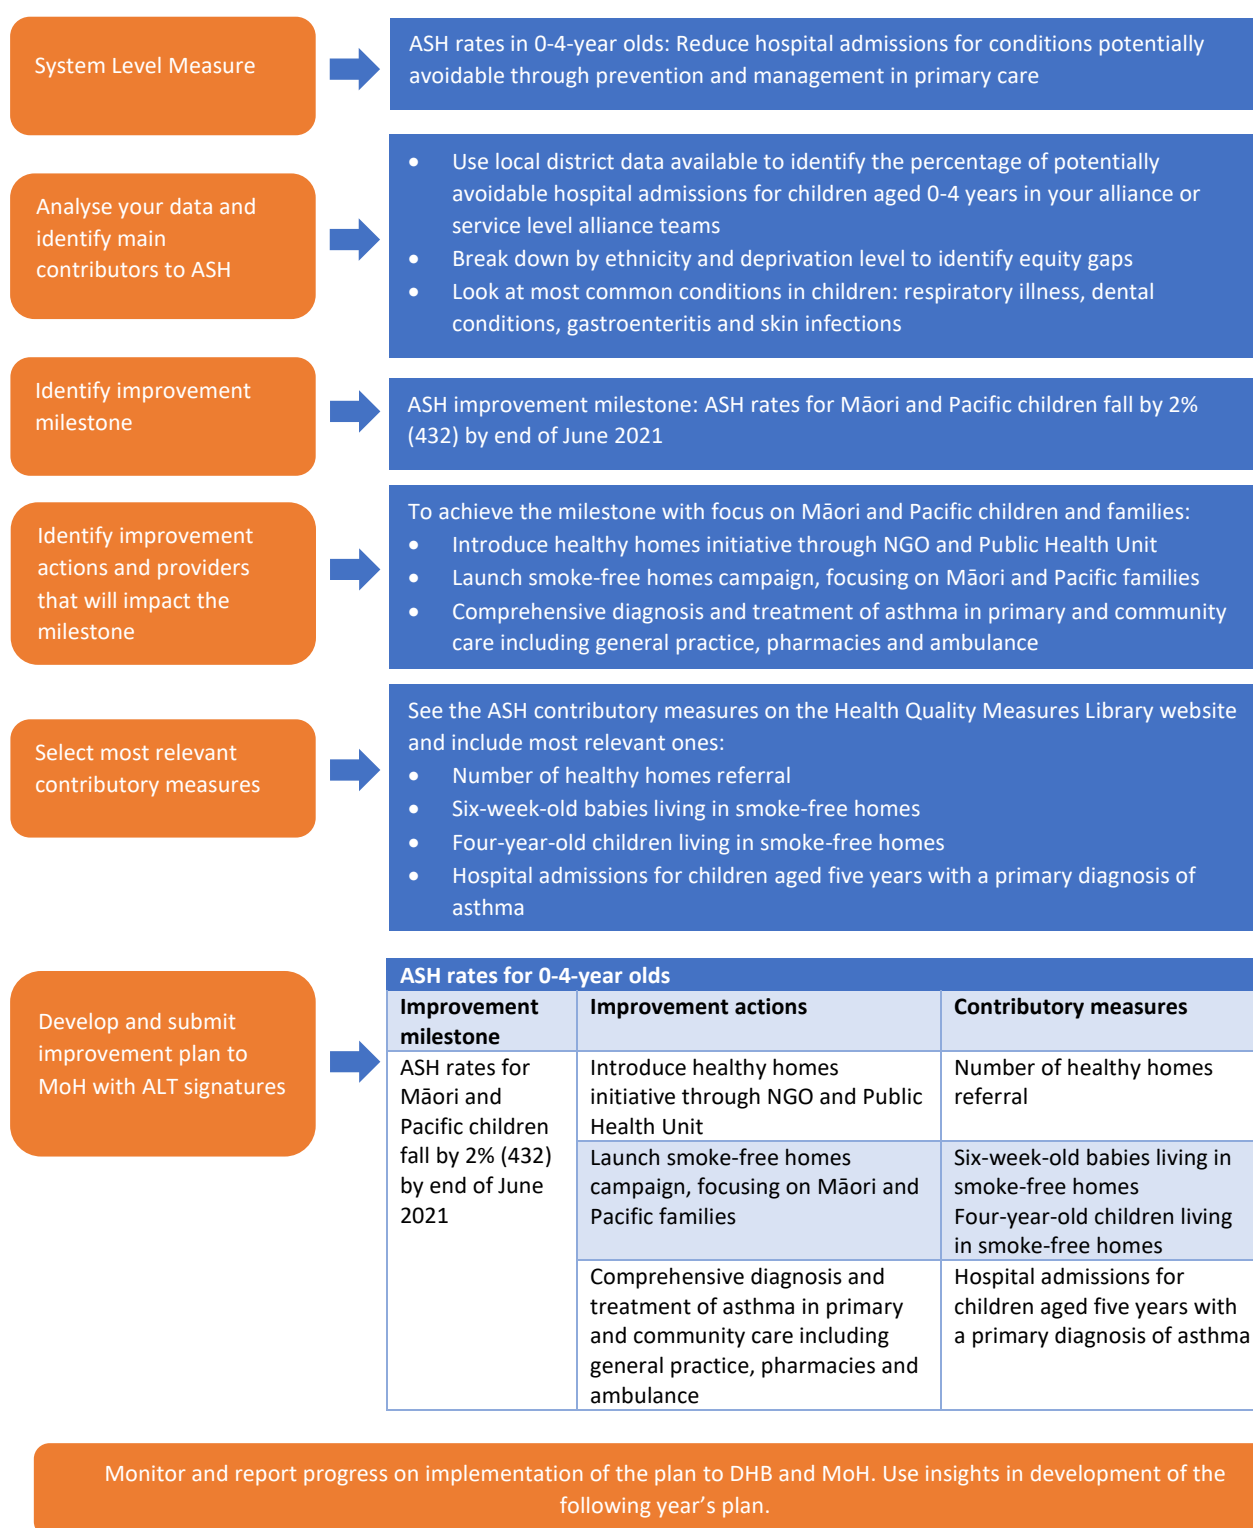 System Level Measure
ASH rates in 0-4-year olds: Reduce hospital admissions for conditions potentially
avoidable through prevention and management in primary care
Analyse your data and
identify main
contributors to ASH
• Use local district data available to identify the percentage of potentially
avoidable hospital admissions for children aged 0-4 years in your alliance or
service level alliance teams
• Break down by ethnicity and deprivation level to identify equity gaps
• Look at most common conditions in children: respiratory illness, dental
conditions, gastroenteritis and skin infections
Identify improvement
milestone
ASH improvement milestone: ASH rates for Māori and Pacific children fall by 2%
(432) by end of June 2021
Identify improvement
actions and providers
that will impact the
milestone
To achieve the milestone with focus on Māori and Pacific children and families:
• Introduce healthy homes initiative through NGO and Public Health Unit
• Launch smoke-free homes campaign, focusing on Māori and Pacific families
• Comprehensive diagnosis and treatment of asthma in primary and community
care including general practice, pharmacies and ambulance
Select most relevant
contributory measures
See the ASH contributory measures on the Health Quality Measures Library website
and include most relevant ones:
• Number of healthy homes referral
• Six-week-old babies living in smoke-free homes
• Four-year-old children living in smoke-free homes
• Hospital admissions for children aged five years with a primary diagnosis of
asthma
Develop and submit
improvement plan to
MoH with ALT signatures
ASH rates for 0-4-year olds
Improvement
milestone
Improvement actions
Contributory measures
ASH rates for
Māori and
Pacific children
fall by 2% (432)
by end of June
2021
Introduce healthy homes
initiative through NGO and Public
Health Unit
Number of healthy homes
referral
Launch smoke-free homes
campaign, focusing on Māori and
Pacific families
Six-week-old babies living in
smoke-free homes
Four-year-old children living
in smoke-free homes
Comprehensive diagnosis and
treatment of asthma in primary
and community care including
general practice, pharmacies and
ambulance
Hospital admissions for
children aged five years with
a primary diagnosis of asthma
Monitor and report progress on implementation of the plan to DHB and MoH. Use insights in development of the
following year's plan.